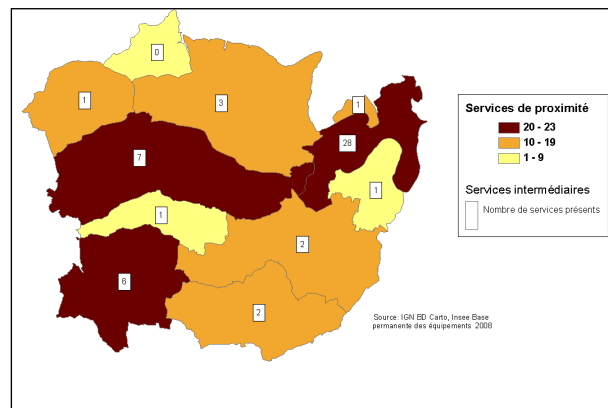 0
1
3
1
Services de proximité
20 - 23
10 - 19
1 - 9
28
7
1
Services intermédiaires
Nombre de services présents
1
2
6
2
Source: IGN BD Carto, Insee Base
permanente des équipements 2008